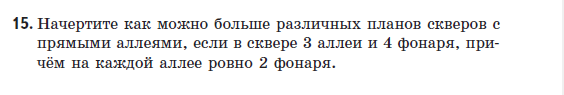 15. Начертите как можно больше различных планов скверов с
прямыми аллеями, если в сквере 3 аллеи и 4 фонаря, при-
чём на каждой аллее ровно 2 фонаря.